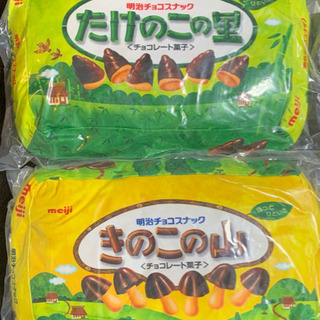 明治チョコスナック
たけのこの里
<チョコレート菓子>
meiji
meiji
明治チョコスナック
きのこの山
<チョコレート菓子>